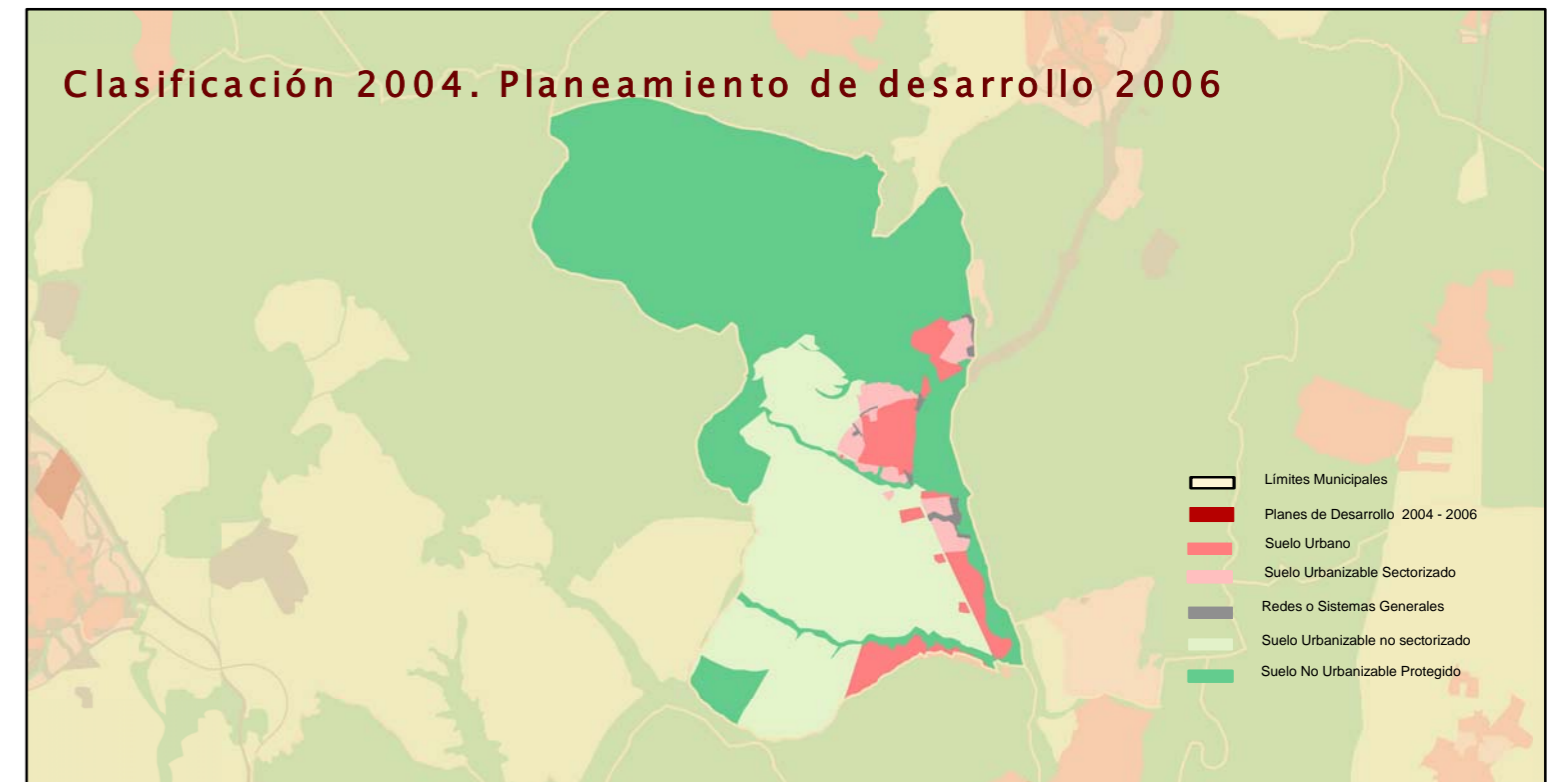 Clasificación 2004. Planeamiento de desarrollo 2006
Límites Municipales
Planes de Desarrollo 2004 - 2006
Suelo Urbano
Suelo Urbanizable Sectorizado
Redes o Sistemas Generales
Suelo Urbanizable no sectorizado
Suelo No Urbanizable Protegido